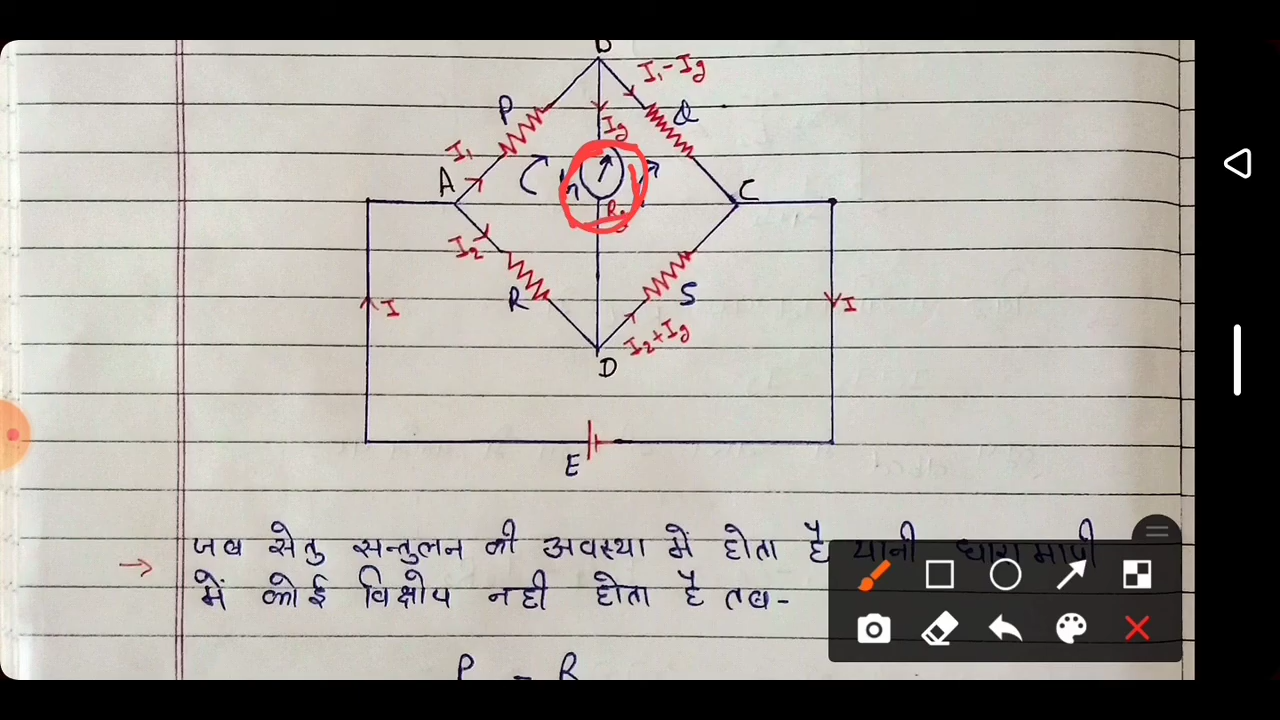 I₁-Ig
P
Q
I₁
Ig
A
C
I₂
R
S
I
I
I₂+Ig
D
E
जब सेतु सन्तुलन की अवस्था में होता है यानी धारामापी
में कोई विक्षेप नही होता है तब-
P = R